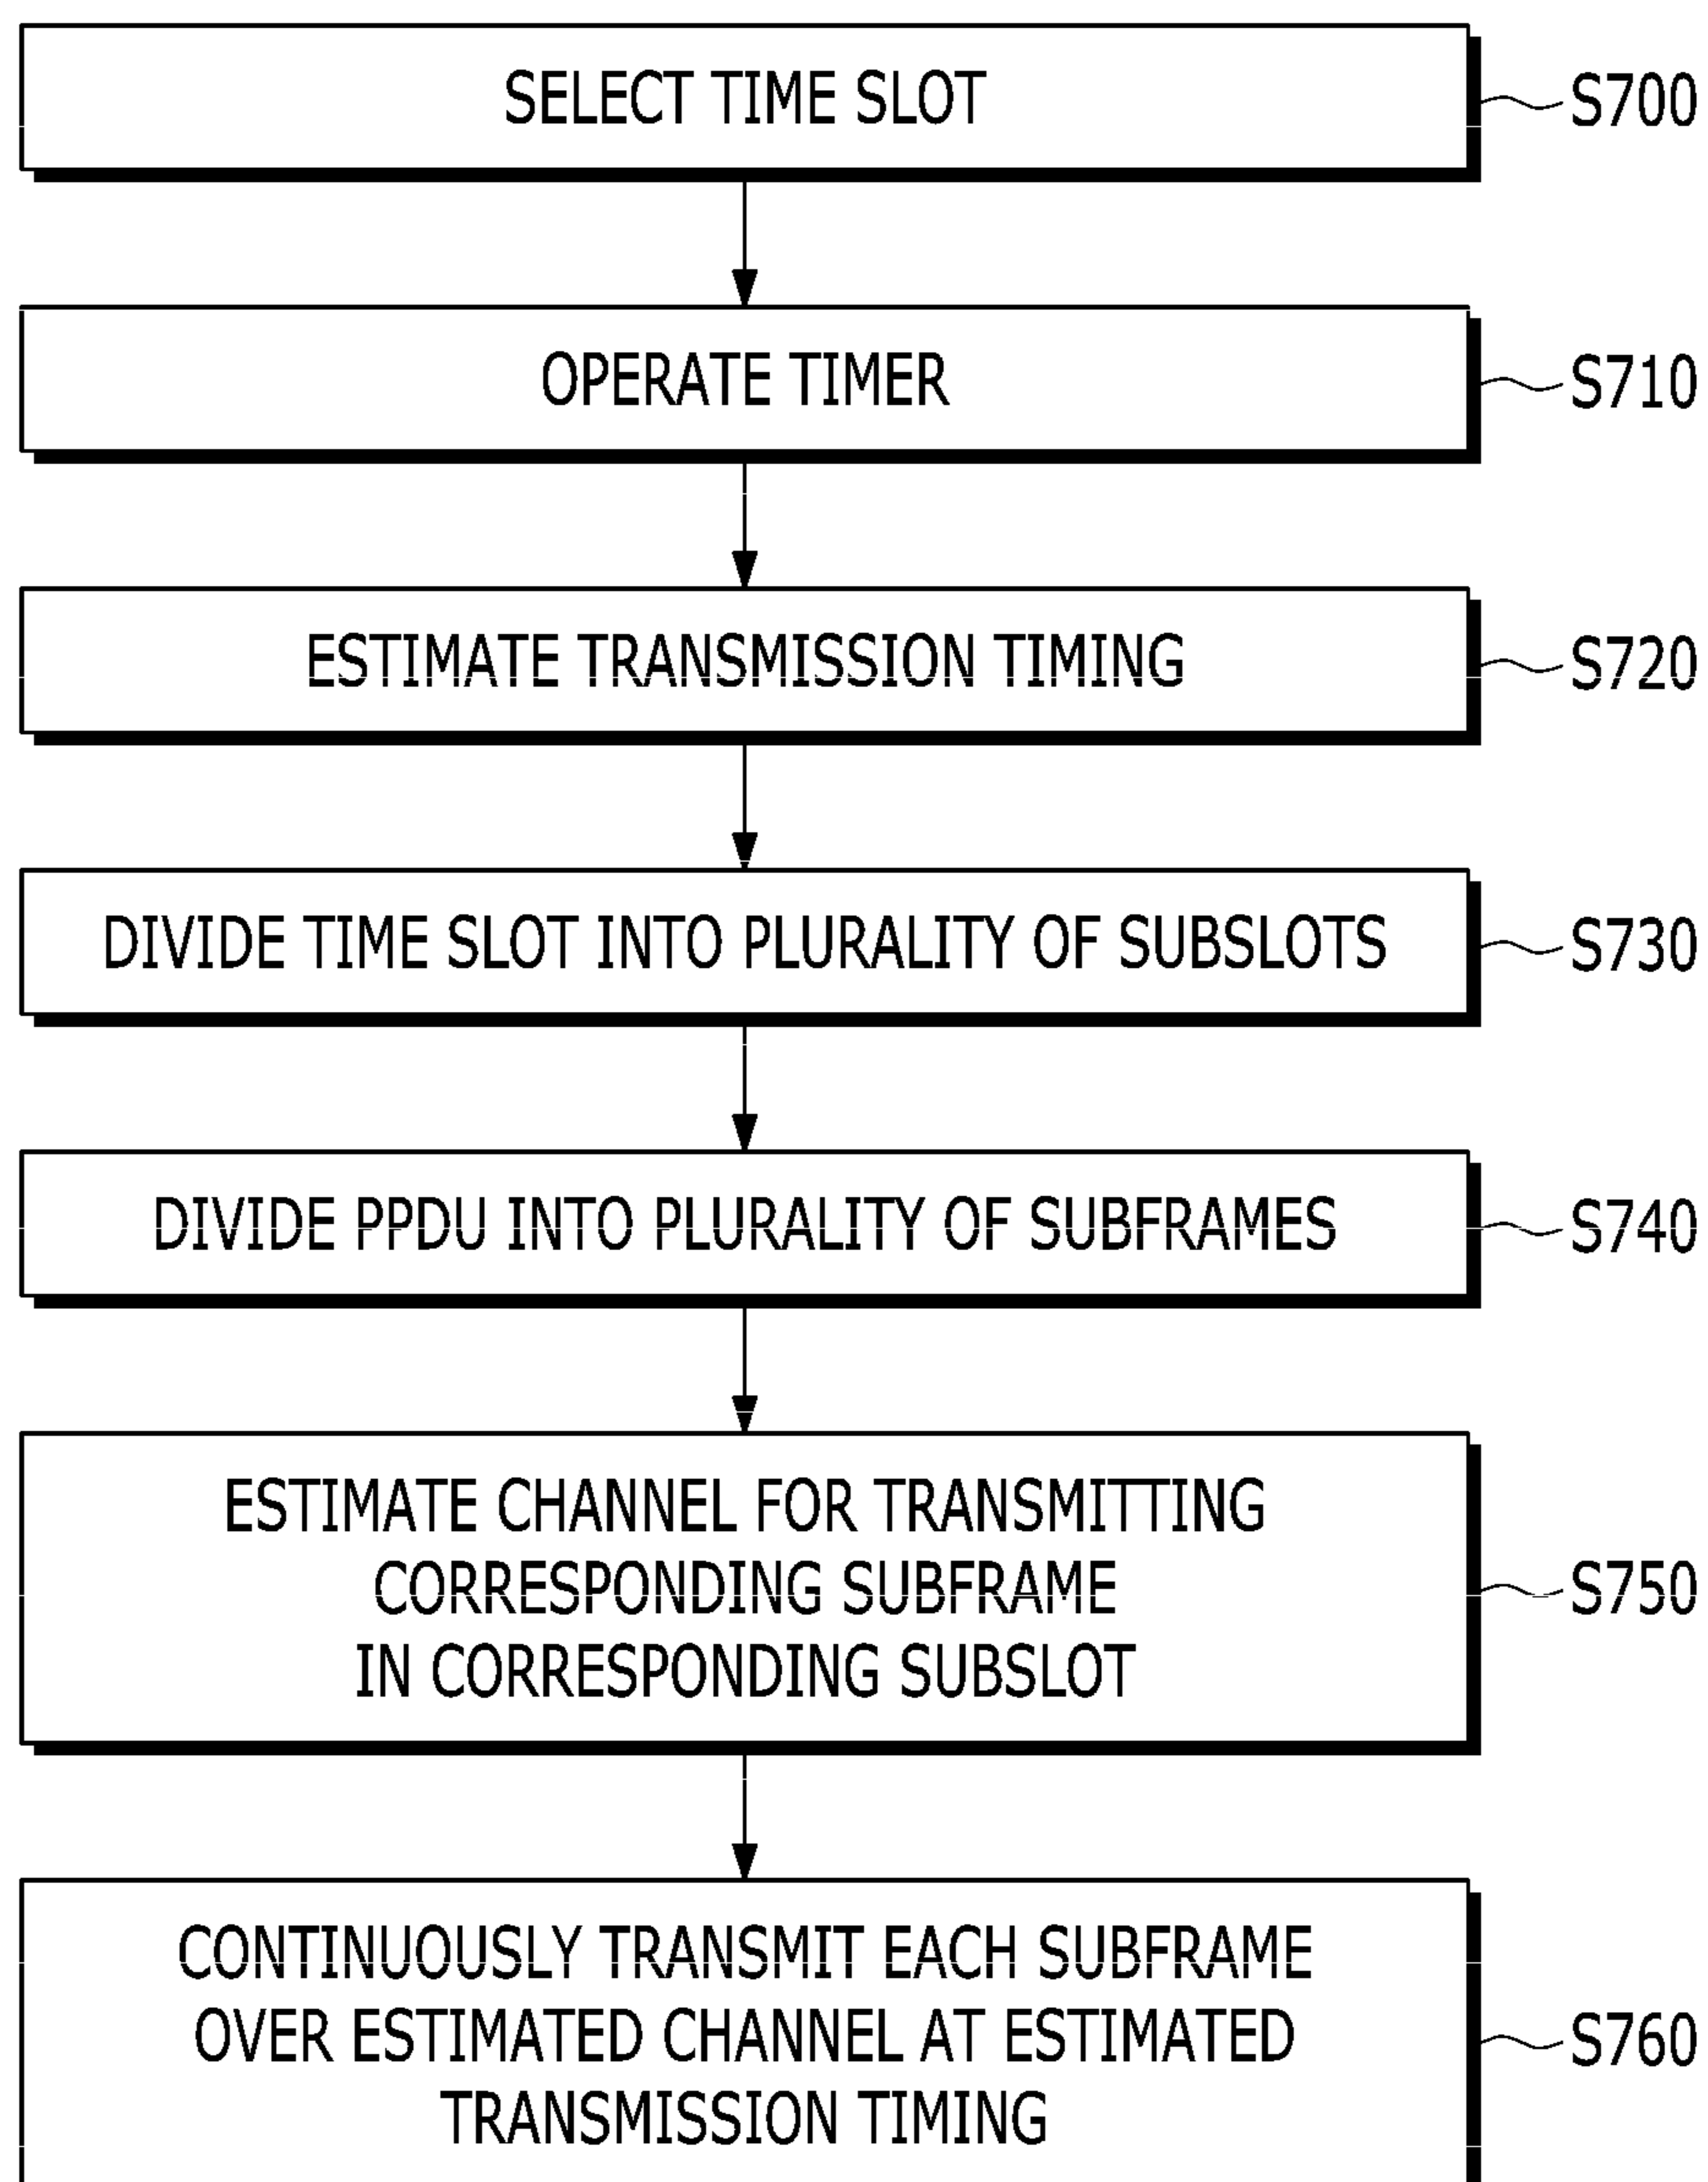 SELECT TIME SLOT
S700
OPERATE TIMER
S710
ESTIMATE TRANSMISSION TIMING
S720
DIVIDE TIME SLOT INTO PLURALITY OF SUBSLOTS
S730
DIVIDE PPDU INTO PLURALITY OF SUBFRAMES
S740
ESTIMATE CHANNEL FOR TRANSMITTING
CORRESPONDING SUBFRAME
IN CORRESPONDING SUBSLOT
S750
CONTINUOUSLY TRANSMIT EACH SUBFRAME
OVER ESTIMATED CHANNEL AT ESTIMATED
TRANSMISSION TIMING
S760